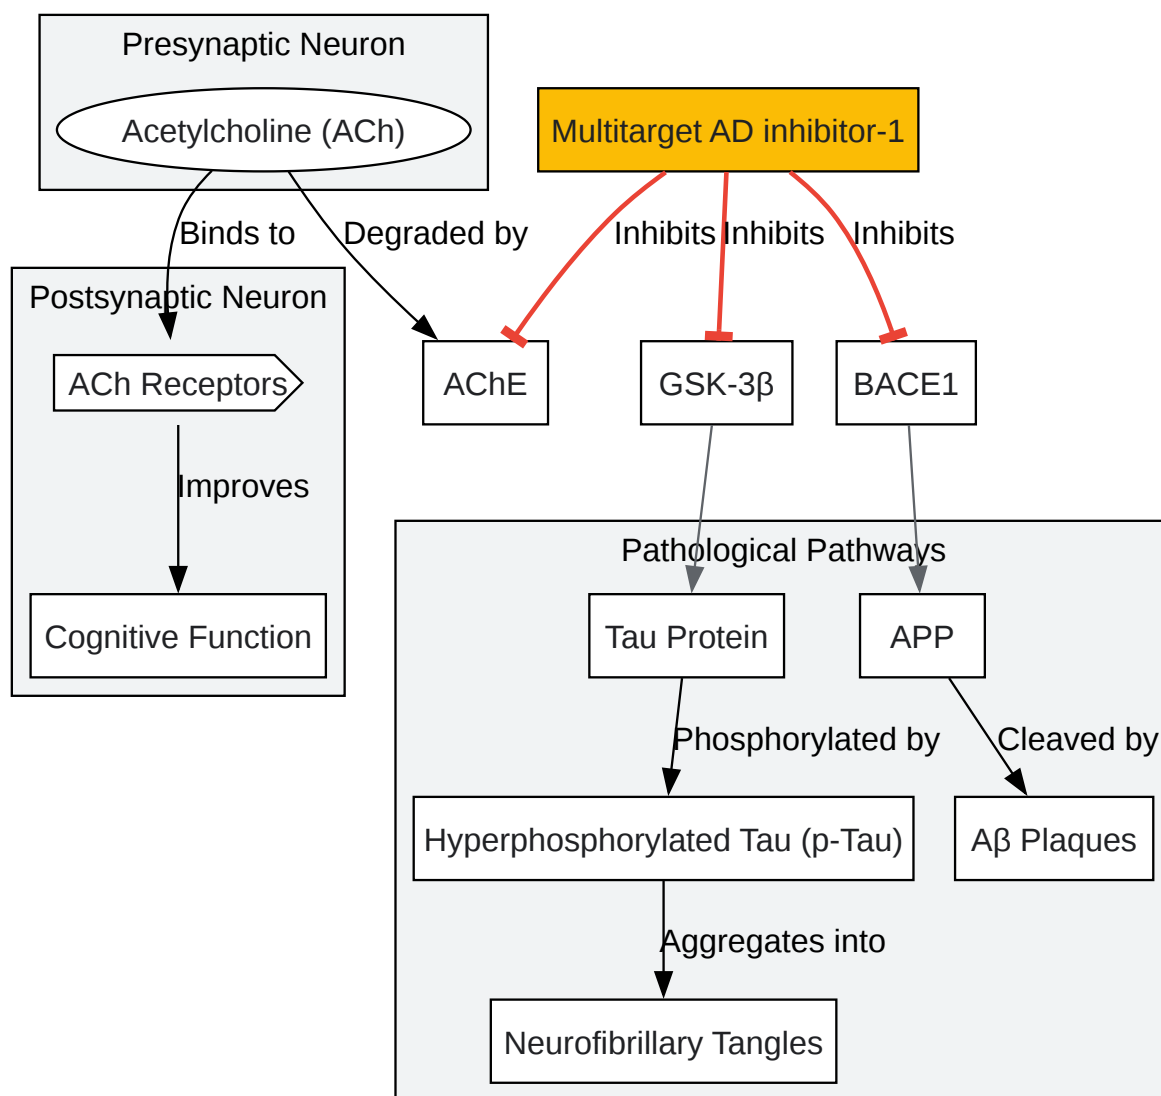 Presynaptic Neuron
Acetylcholine (ACh)
Multitarget AD inhibitor-1
Binds to
Degraded by
Inhibits
Inhibits
Inhibits
Postsynaptic Neuron
ACh Receptors
AChE
GSK-3β
BACE1
Improves
Pathological Pathways
Cognitive Function
Tau Protein
APP
Phosphorylated by
Cleaved by
Hyperphosphorylated Tau (p-Tau)
Aβ Plaques
Aggregates into
Neurofibrillary Tangles